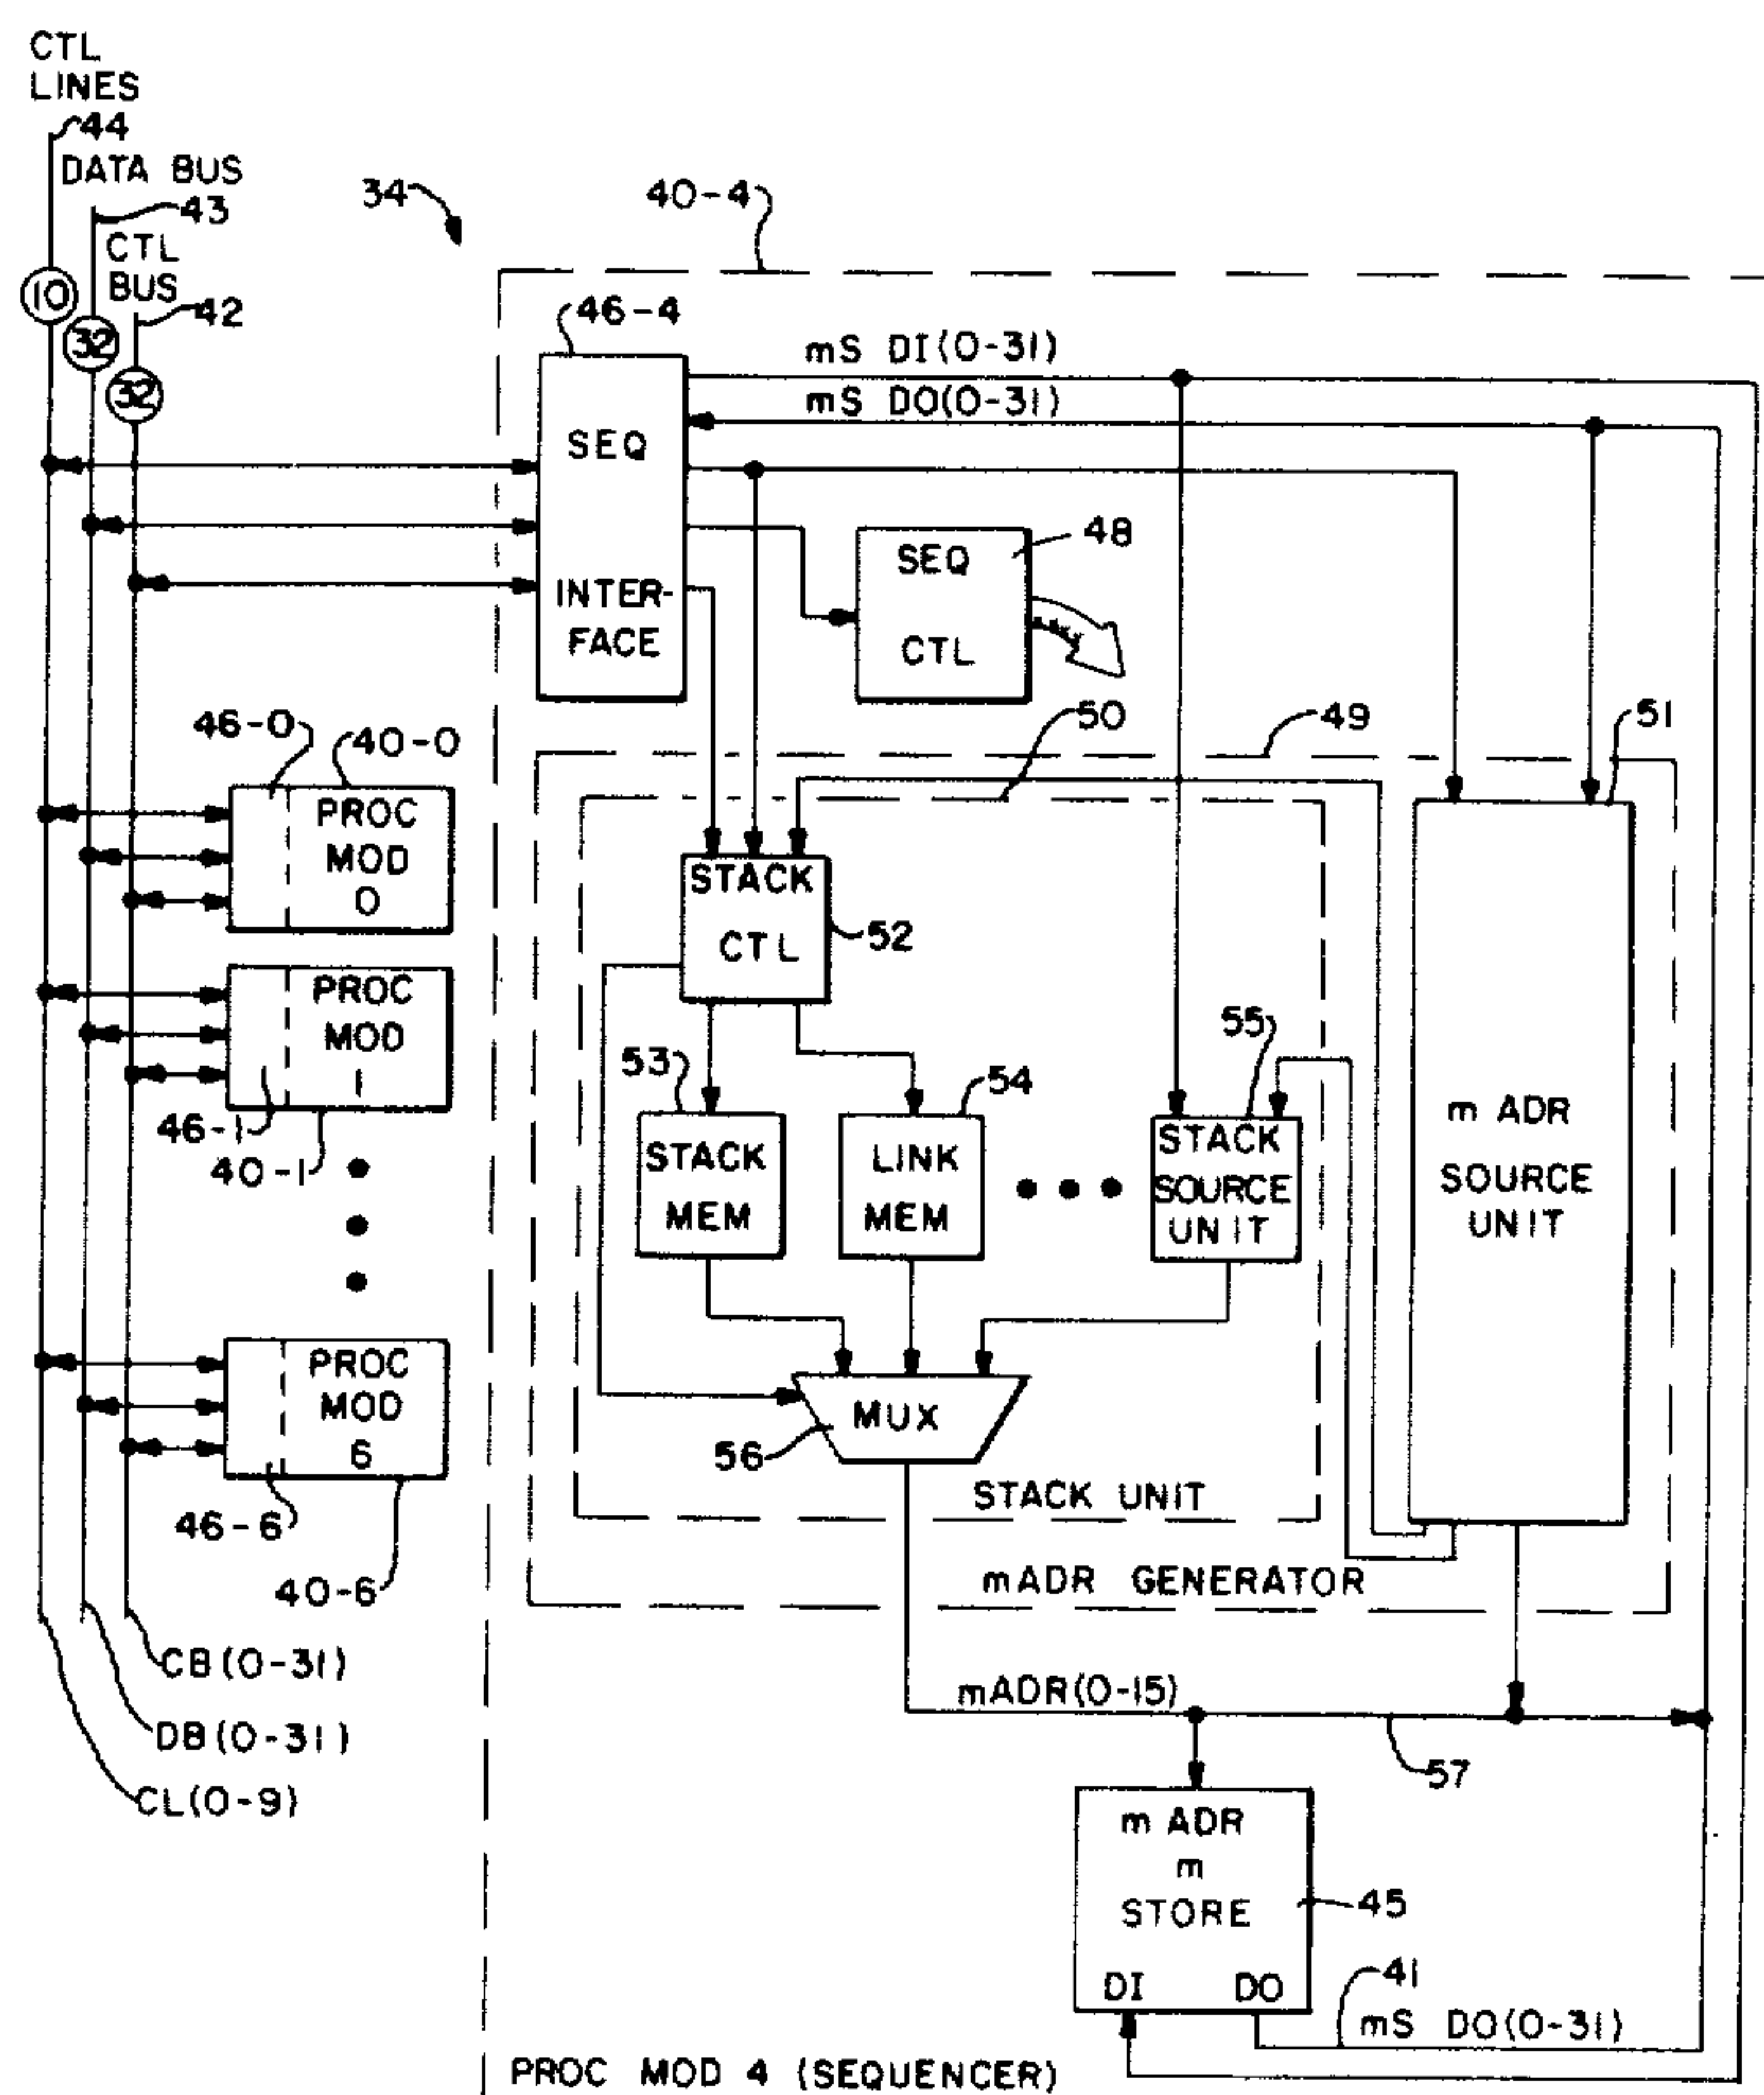 CTL
LINES
44
DATA BUS
43
CTL
BUS
42
10
32
32
34
40-4
46-4
mS DI(0-31)
mS DO(0-31)
SEQ
INTER-
FACE
SEQ
CTL
48
50
49
51
46-0
40-0
PROC
MOD
0
PROC
MOD
1
46-1
40-1
PROC
MOD
6
46-6
40-6
STACK
CTL
52
53
54
55
STACK
MEM
LINK
MEM
STACK
SOURCE
UNIT
m ADR
SOURCE
UNIT
MUX
56
STACK UNIT
mADR GENERATOR
CB(0-31)
DB(0-31)
CL(0-9)
mADR(0-15)
57
m ADR
m
STORE
45
DI
DO
41
mS DO(0-31)
PROC MOD 4 (SEQUENCER)